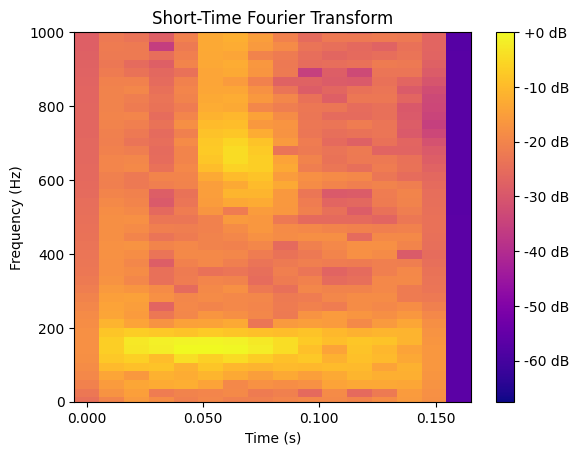 Short-Time Fourier Transform
1000
800
600
400
200
0
Frequency (Hz)
0.000
0.050
0.100
0.150
Time (s)
+0 dB
-10 dB
-20 dB
-30 dB
-40 dB
-50 dB
-60 dB